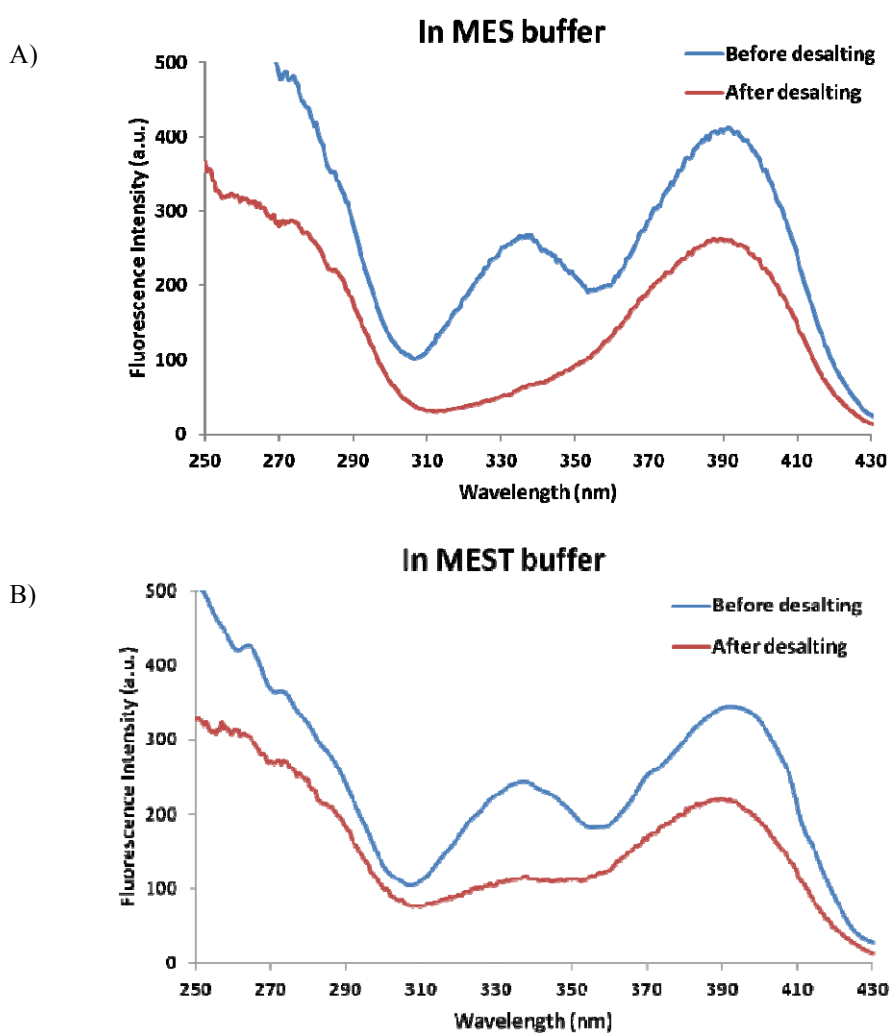 A)
In MES buffer
Before desalting
After desalting
Fluorescence Intensity (a.u.)
500
400
300
200
100
0
250 270 290 310 330 350 370 390 410 430
Wavelength (nm)
B)
In MEST buffer
Before desalting
After desalting
Fluorescence Intensity (a.u.)
500
400
300
200
100
0
250 270 290 310 330 350 370 390 410 430
Wavelength (nm)